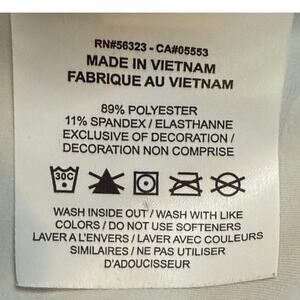 RN#56323 - CA#05553
MADE IN VIETNAM
FABRIQUE AU VIETNAM
89% POLYESTER
11% SPANDEX / ELASTHANNE
EXCLUSIVE OF DECORATION /
DECORATION NON COMPRISE
30C
WASH INSIDE OUT / WASH WITH LIKE
COLORS / DO NOT USE SOFTENERS
LAVER A L'ENVERS / LAVER AVEC COULEURS
SIMILAIRES / NE PAS UTILISER
D'ADOUCISSEUR